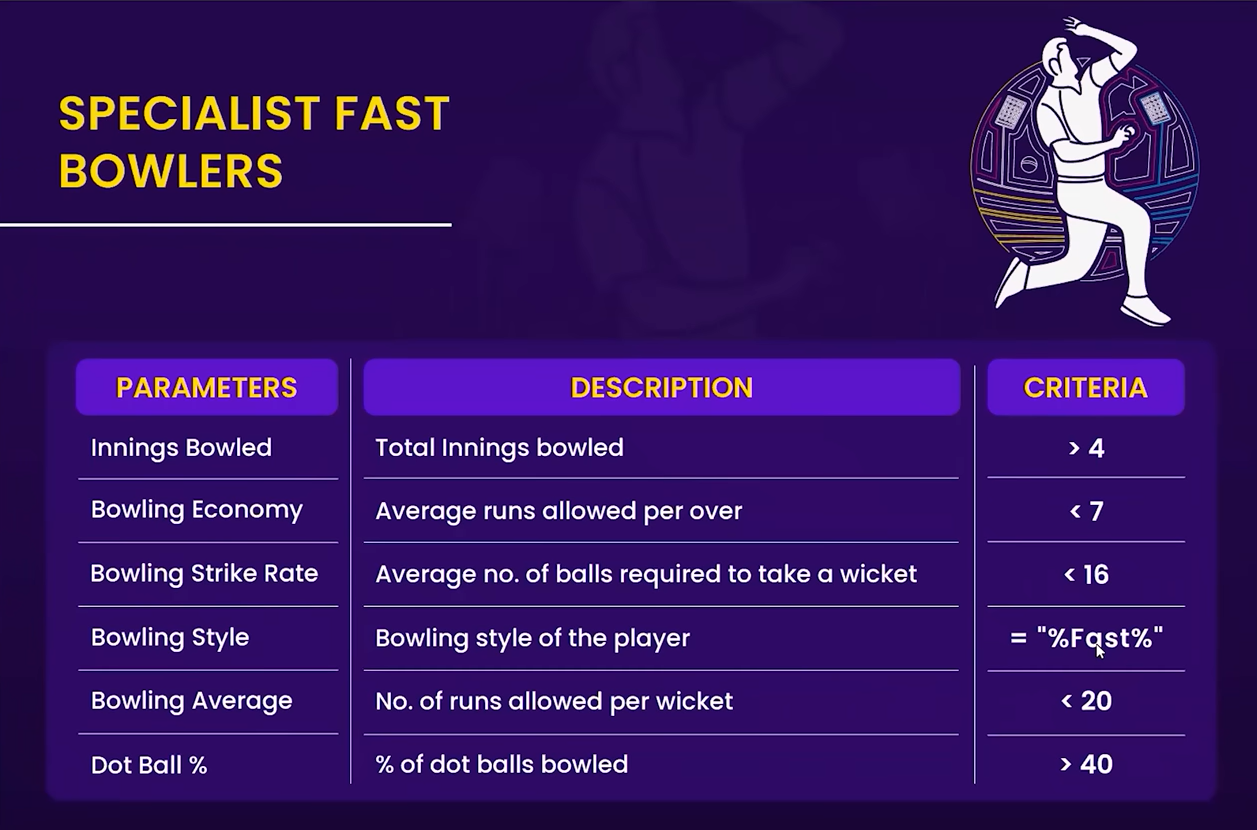 SPECIALIST FAST
BOWLERS
PARAMETERS DESCRIPTION CRITERIA
Innings Bowled Total Innings bowled > 4
Bowling Economy Average runs allowed per over < 7
Bowling Strike Rate Average no. of balls required to take a wicket < 16
Bowling Style Bowling style of the player = "%Fast%"
Bowling Average No. of runs allowed per wicket < 20
Dot Ball % % of dot balls bowled > 40